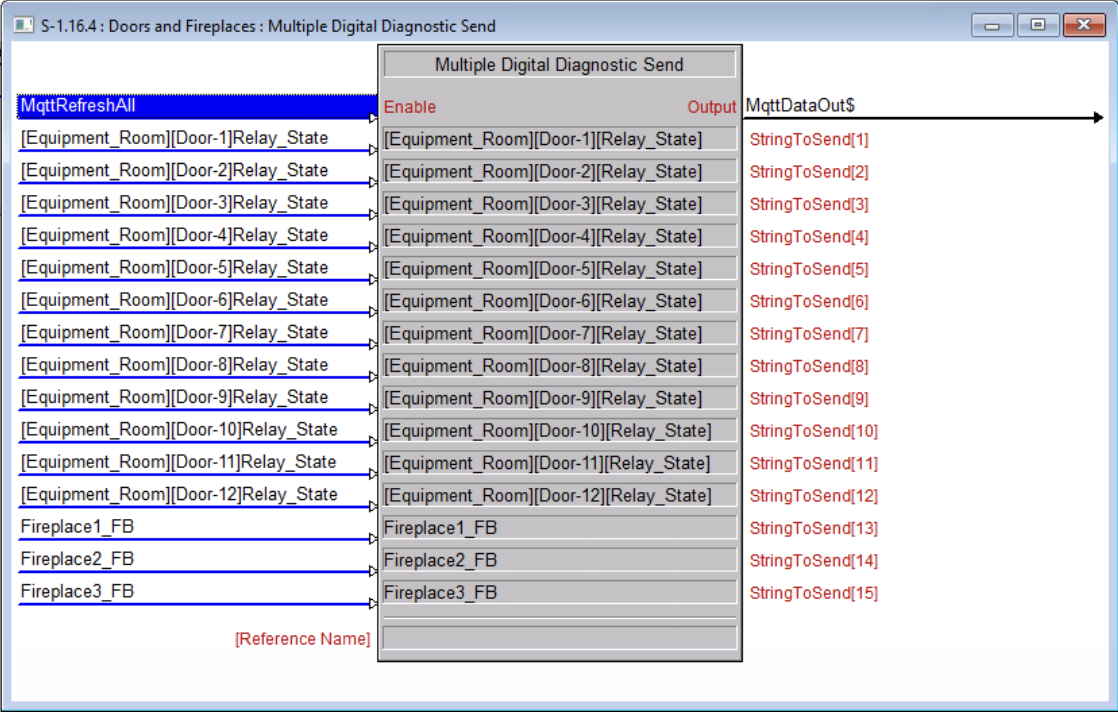 S-1.16.4 : Doors and Fireplaces : Multiple Digital Diagnostic Send
Multiple Digital Diagnostic Send
MqttRefreshAll Enable Output MqttDataOut$
[Equipment_Room][Door-1]Relay_State [Equipment_Room][Door-1][Relay_State] StringToSend[1]
[Equipment_Room][Door-2]Relay_State [Equipment_Room][Door-2][Relay_State] StringToSend[2]
[Equipment_Room][Door-3]Relay_State [Equipment_Room][Door-3][Relay_State] StringToSend[3]
[Equipment_Room][Door-4]Relay_State [Equipment_Room][Door-4][Relay_State] StringToSend[4]
[Equipment_Room][Door-5]Relay_State [Equipment_Room][Door-5][Relay_State] StringToSend[5]
[Equipment_Room][Door-6]Relay_State [Equipment_Room][Door-6][Relay_State] StringToSend[6]
[Equipment_Room][Door-7]Relay_State [Equipment_Room][Door-7][Relay_State] StringToSend[7]
[Equipment_Room][Door-8]Relay_State [Equipment_Room][Door-8][Relay_State] StringToSend[8]
[Equipment_Room][Door-9]Relay_State [Equipment_Room][Door-9][Relay_State] StringToSend[9]
[Equipment_Room][Door-10]Relay_State [Equipment_Room][Door-10][Relay_State] StringToSend[10]
[Equipment_Room][Door-11]Relay_State [Equipment_Room][Door-11][Relay_State] StringToSend[11]
[Equipment_Room][Door-12]Relay_State [Equipment_Room][Door-12][Relay_State] StringToSend[12]
Fireplace1_FB Fireplace1_FB StringToSend[13]
Fireplace2_FB Fireplace2_FB StringToSend[14]
Fireplace3_FB Fireplace3_FB StringToSend[15]
[Reference Name]